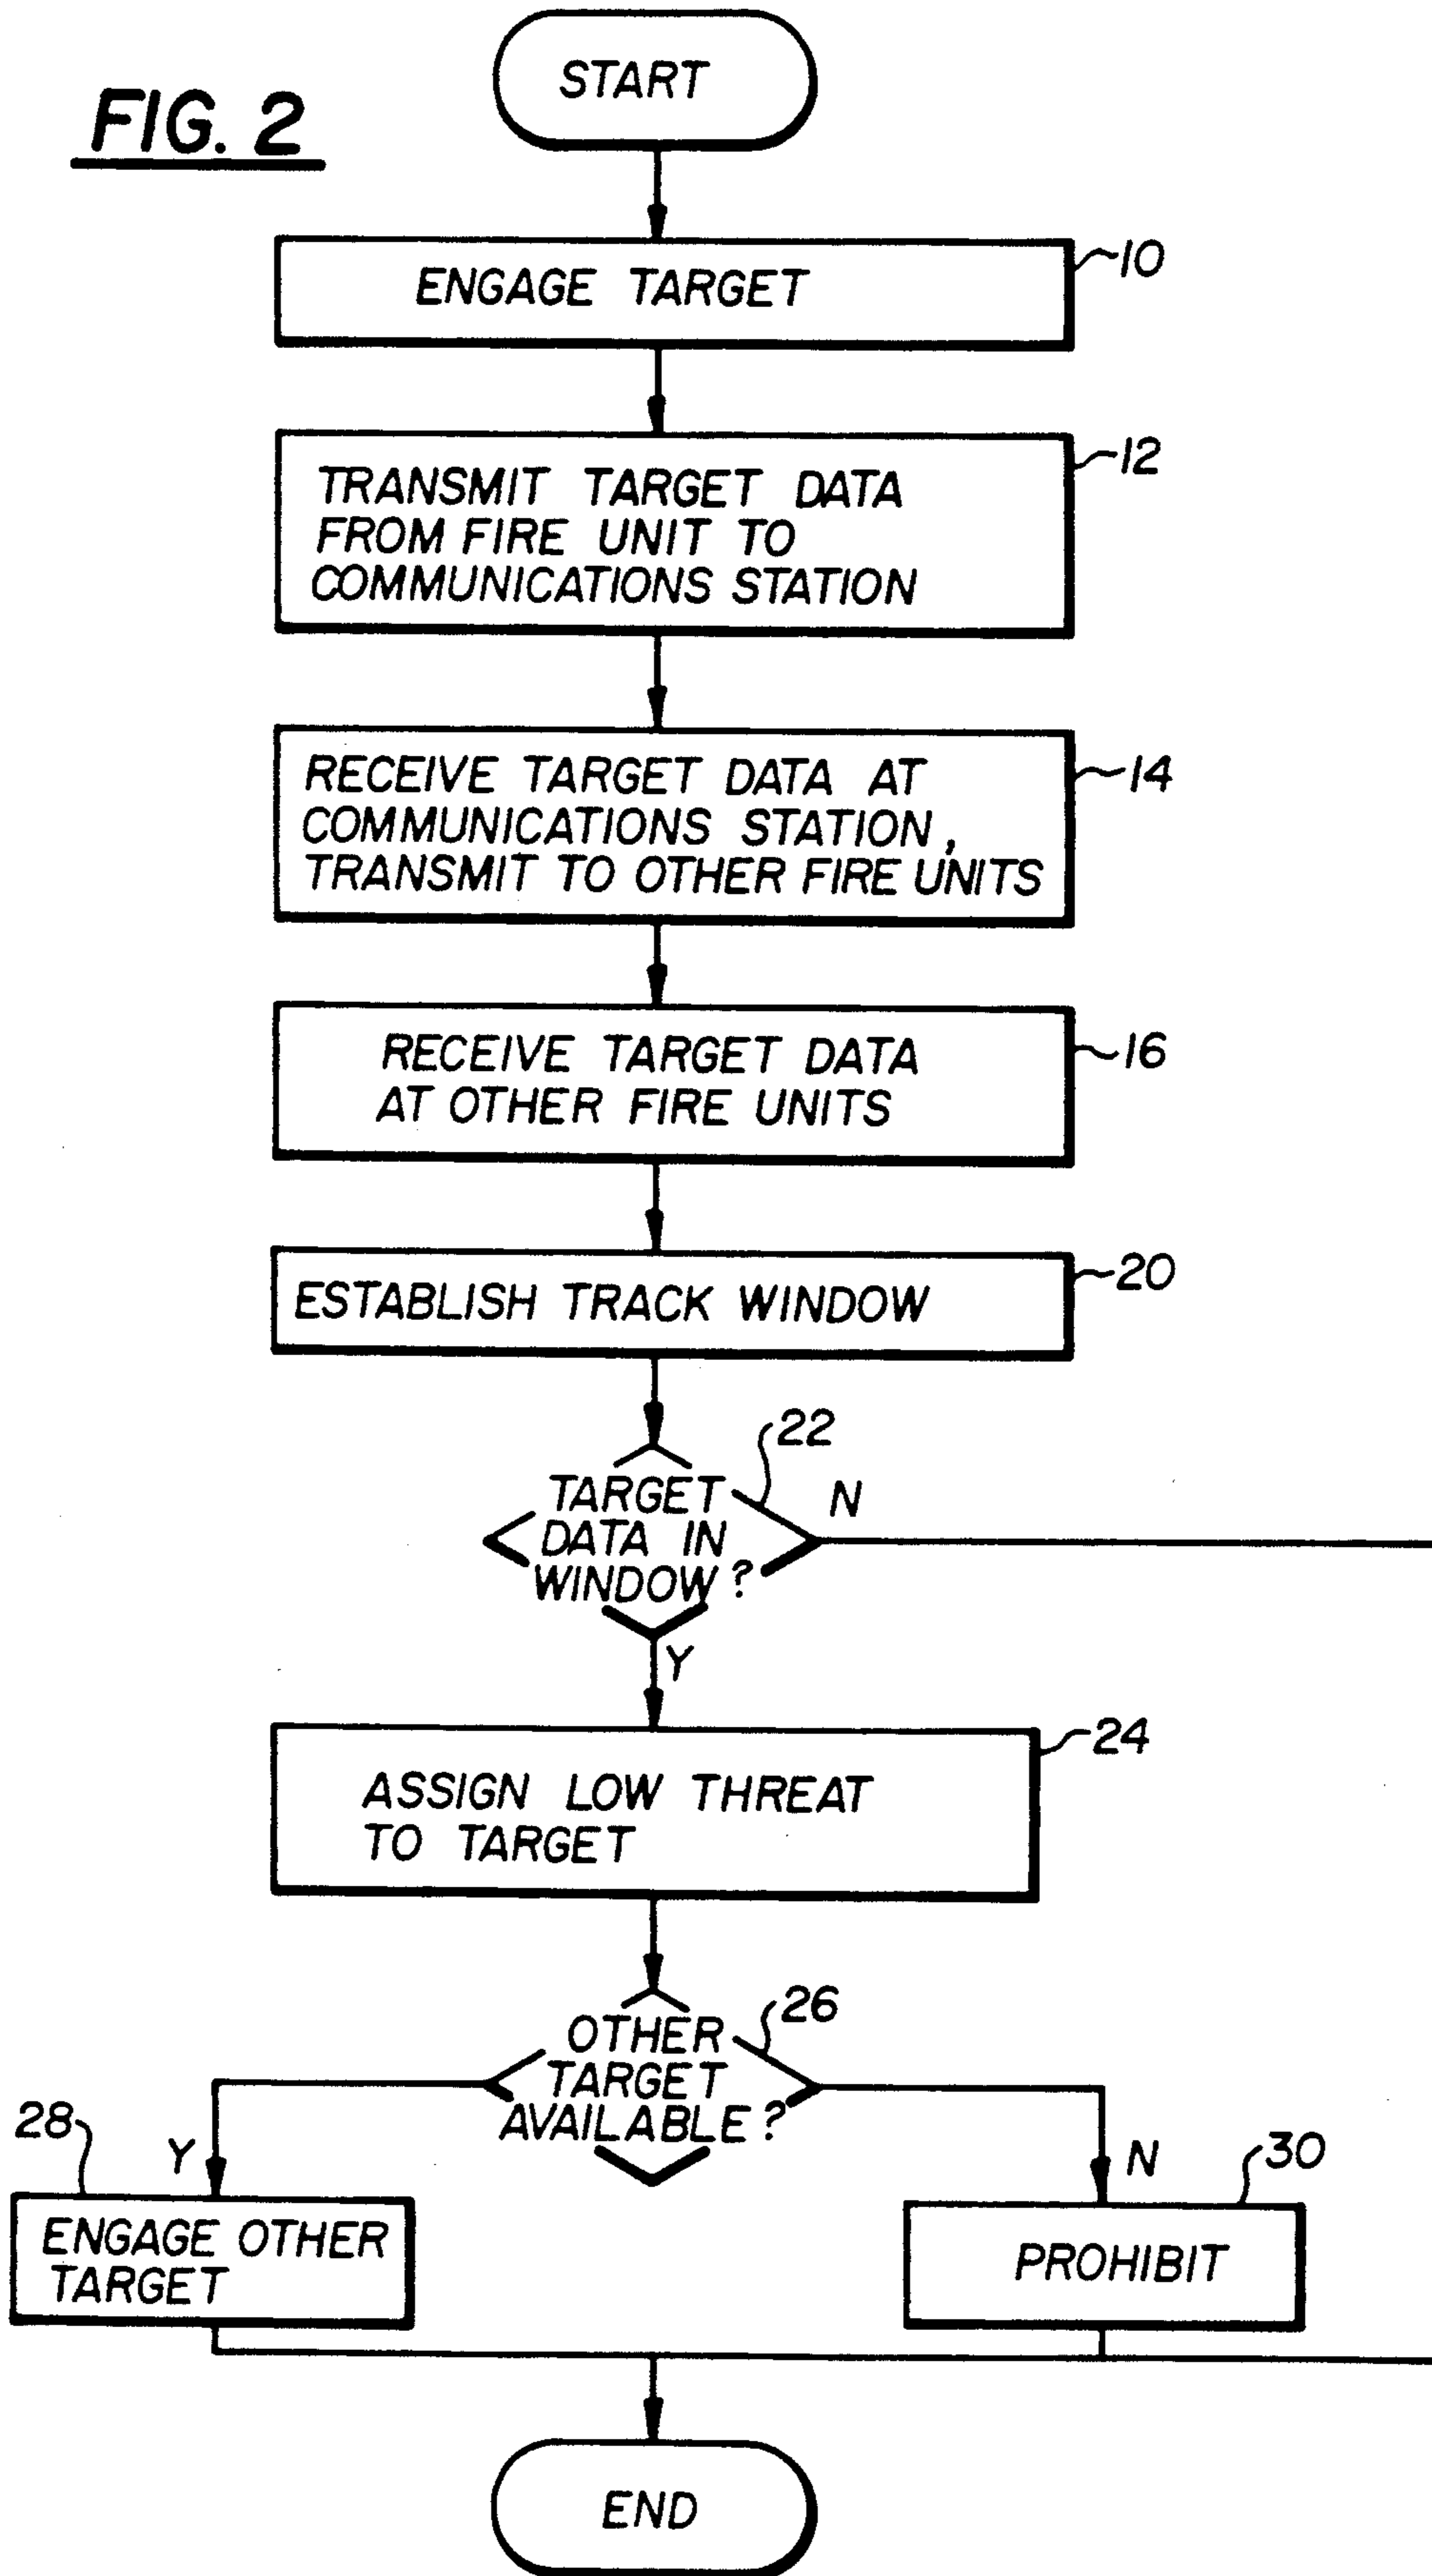 FIG. 2
START
ENGAGE TARGET
10
TRANSMIT TARGET DATA
FROM FIRE UNIT TO
COMMUNICATIONS STATION
12
RECEIVE TARGET DATA AT
COMMUNICATIONS STATION,
TRANSMIT TO OTHER FIRE UNITS
14
RECEIVE TARGET DATA
AT OTHER FIRE UNITS
16
ESTABLISH TRACK WINDOW
20
TARGET
DATA IN
WINDOW?
22
N
Y
ASSIGN LOW THREAT
TO TARGET
24
OTHER
TARGET
AVAILABLE?
26
28
Y
N
30
ENGAGE OTHER
TARGET
PROHIBIT
END